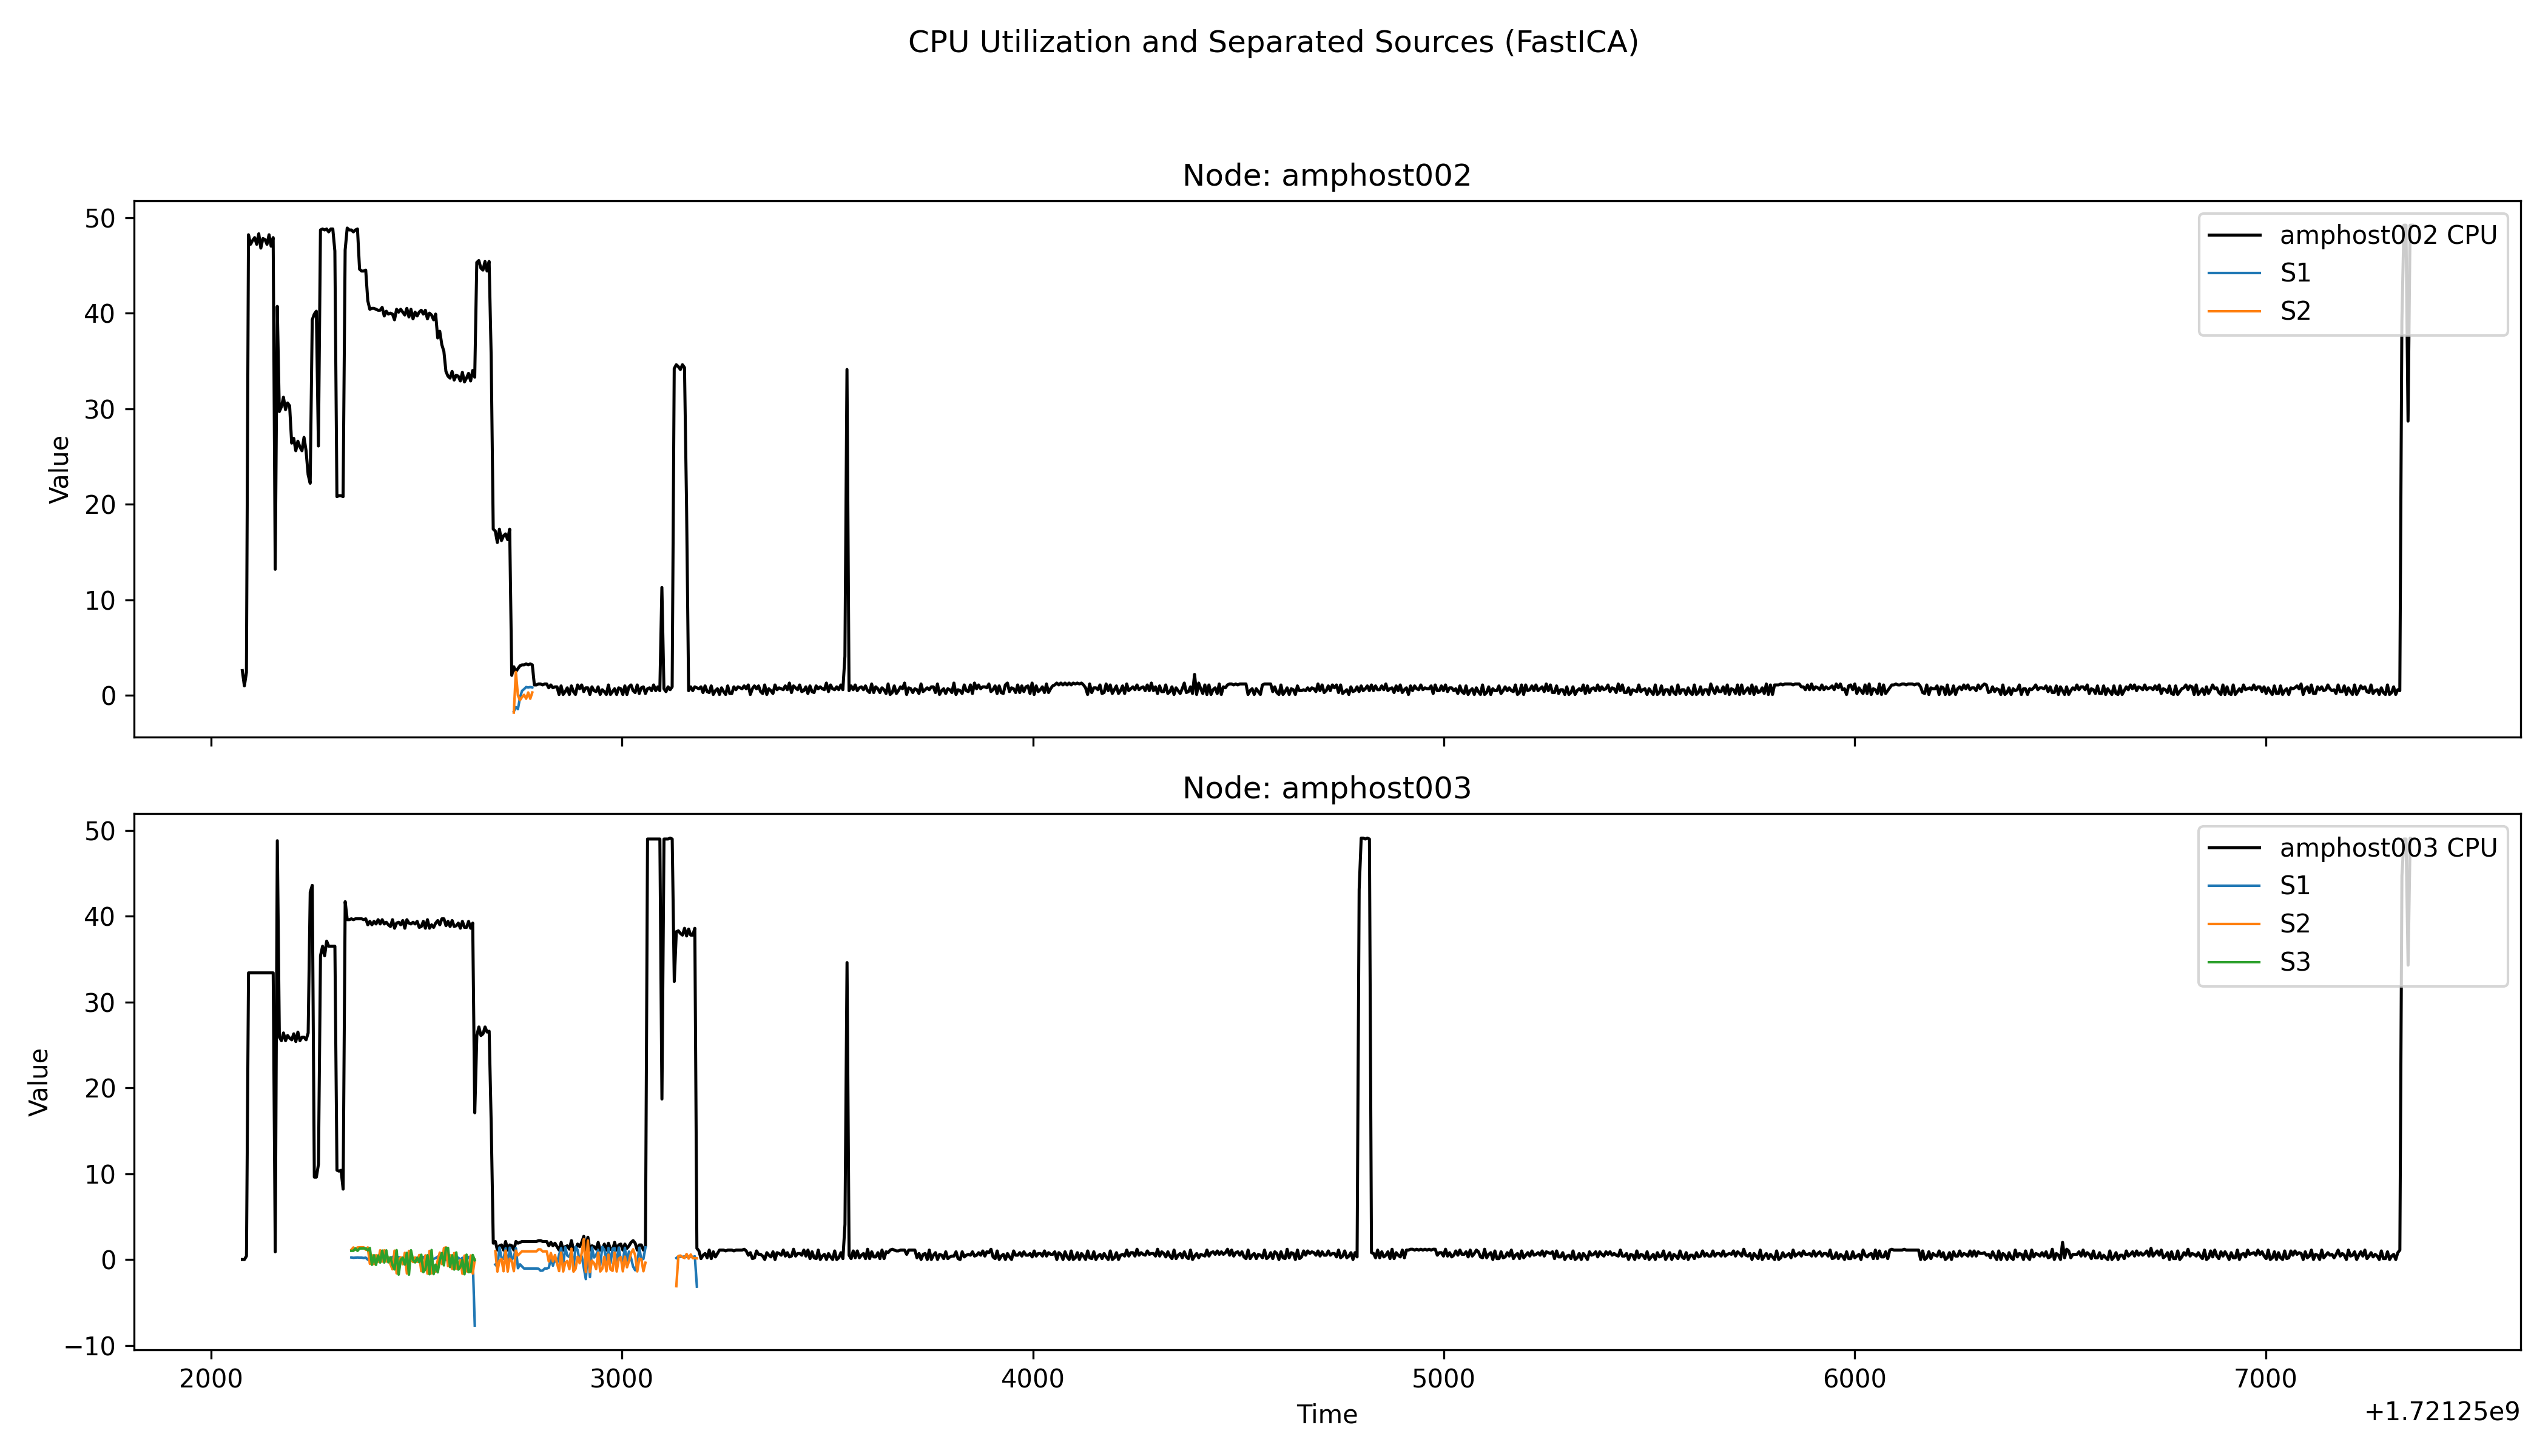 CPU Utilization and Separated Sources (FastICA)
Node: amphost002
50
40
30
20
10
0
Value
amphost002 CPU
S1
S2
Node: amphost003
50
40
30
20
10
0
−10
Value
amphost003 CPU
S1
S2
S3
2000 3000 4000 5000 6000 7000
Time
+1.72125e9